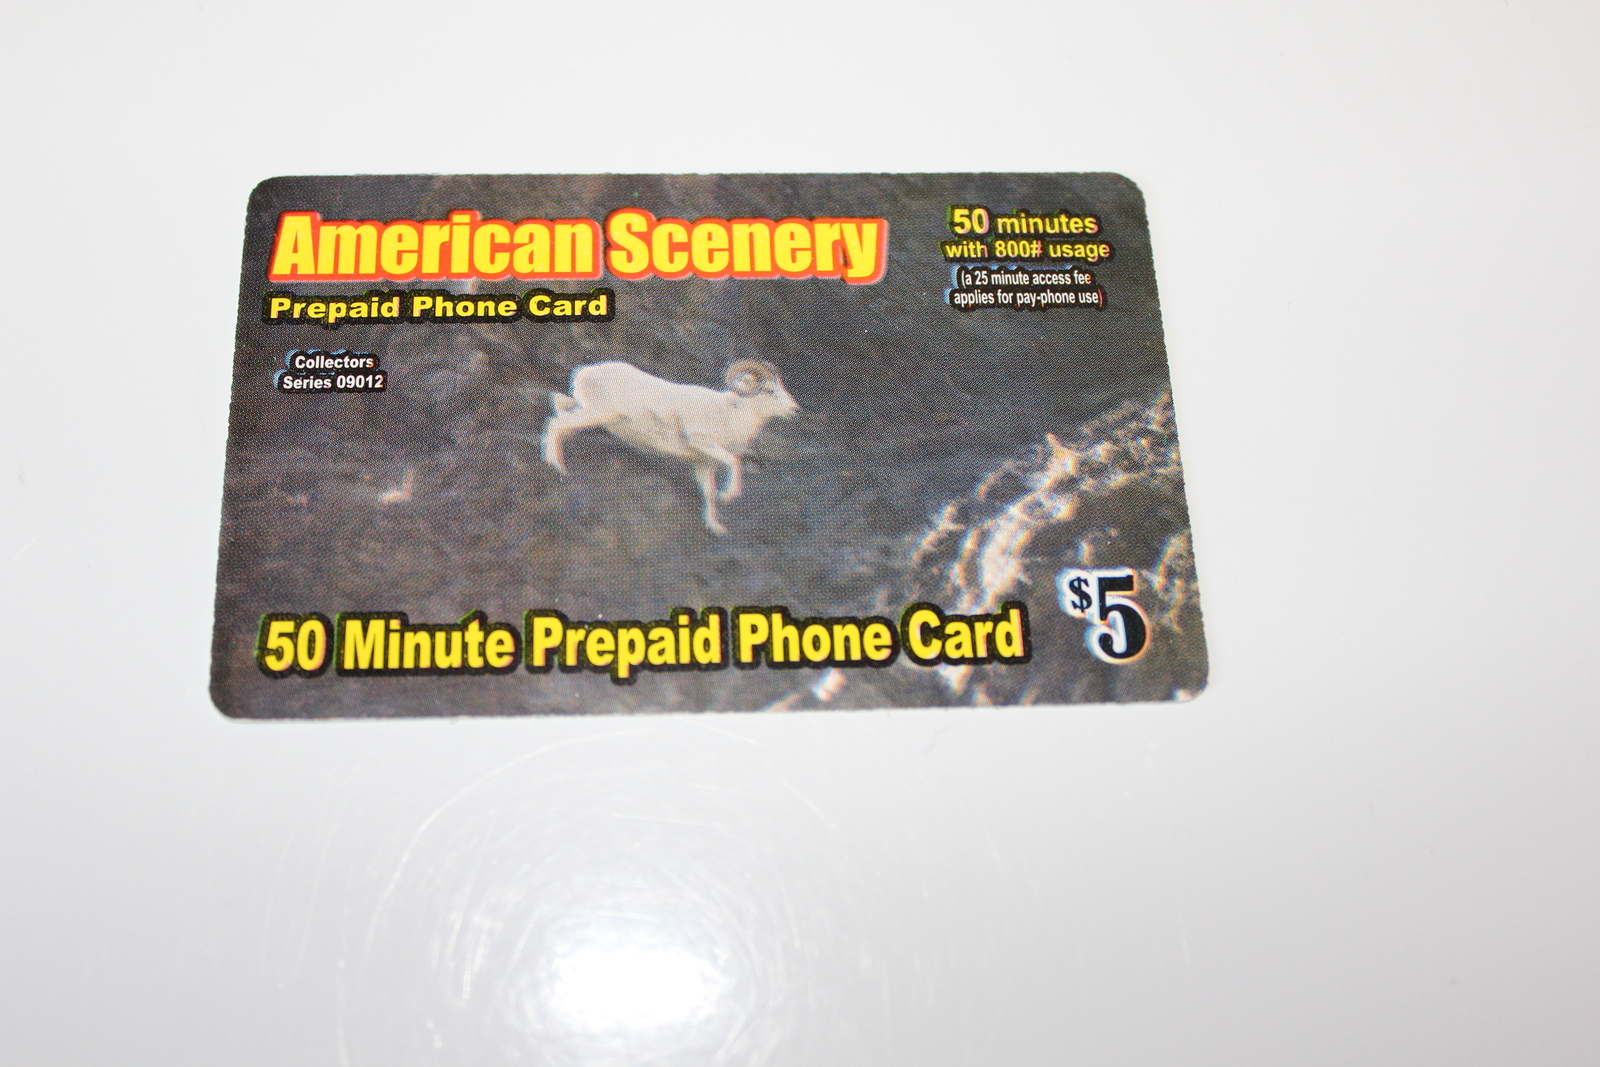 American Scenery
Prepaid Phone Card
Collectors
Series 09012
50 minutes
with 800# usage
(a 25 minute access fee
applies for pay-phone use)
50 Minute Prepaid Phone Card
$5